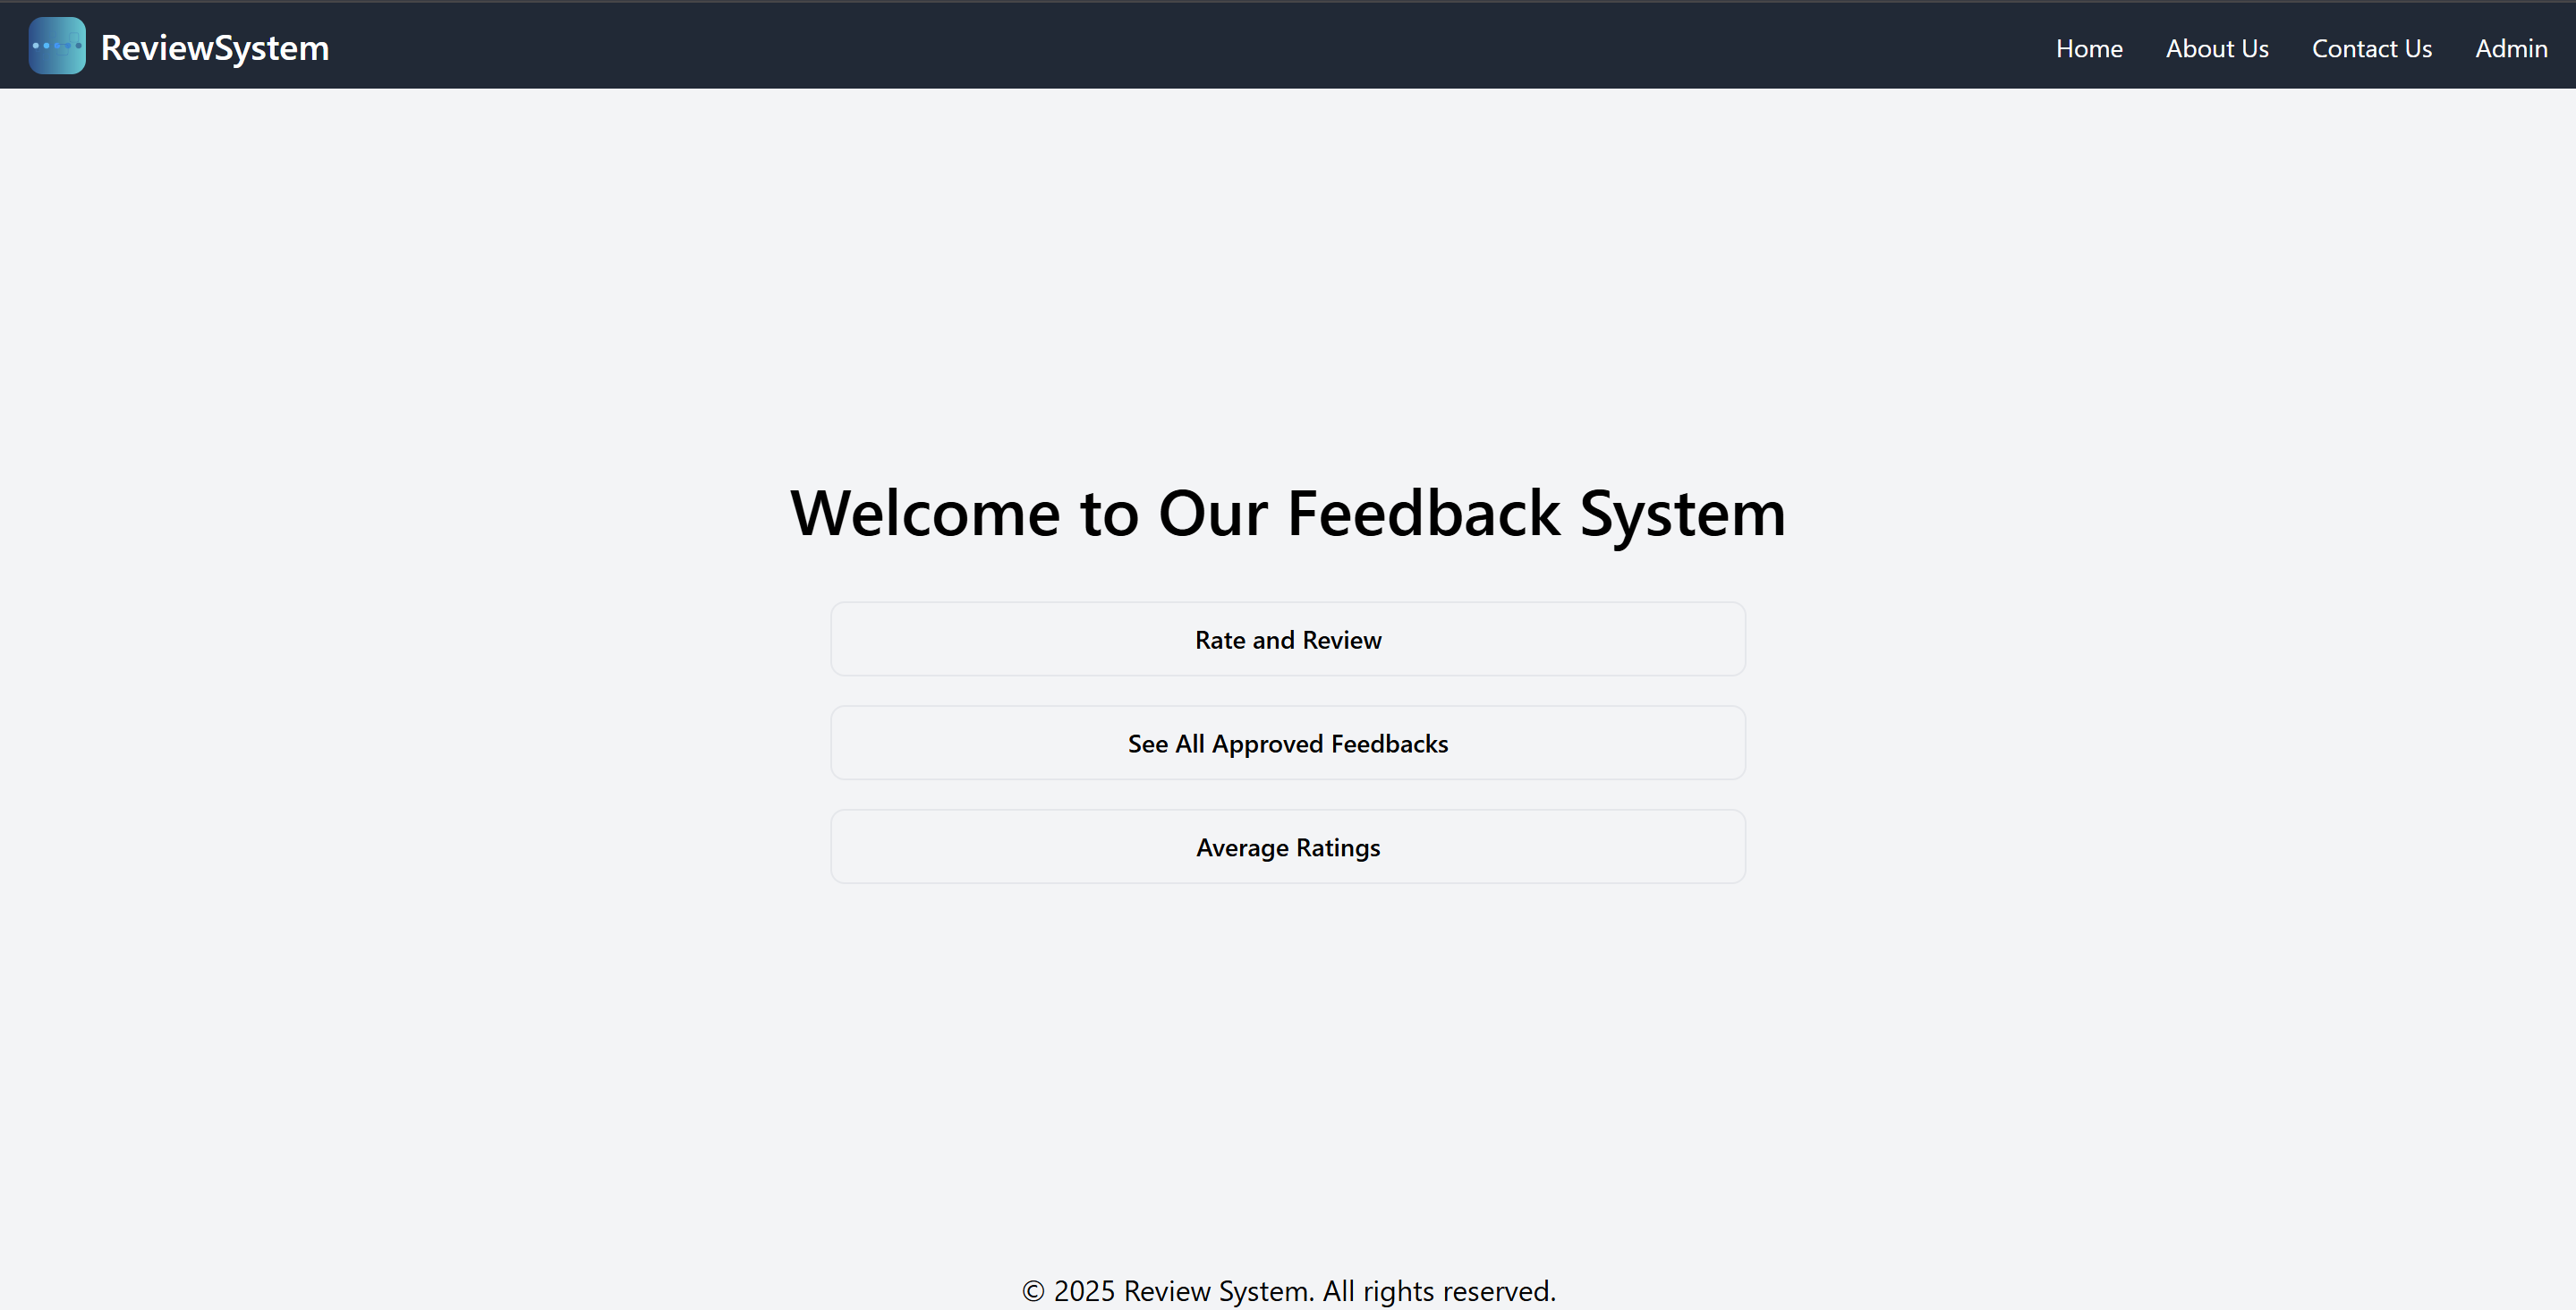 ReviewSystem
Home About Us Contact Us Admin
Welcome to Our Feedback System
Rate and Review
See All Approved Feedbacks
Average Ratings
© 2025 Review System. All rights reserved.